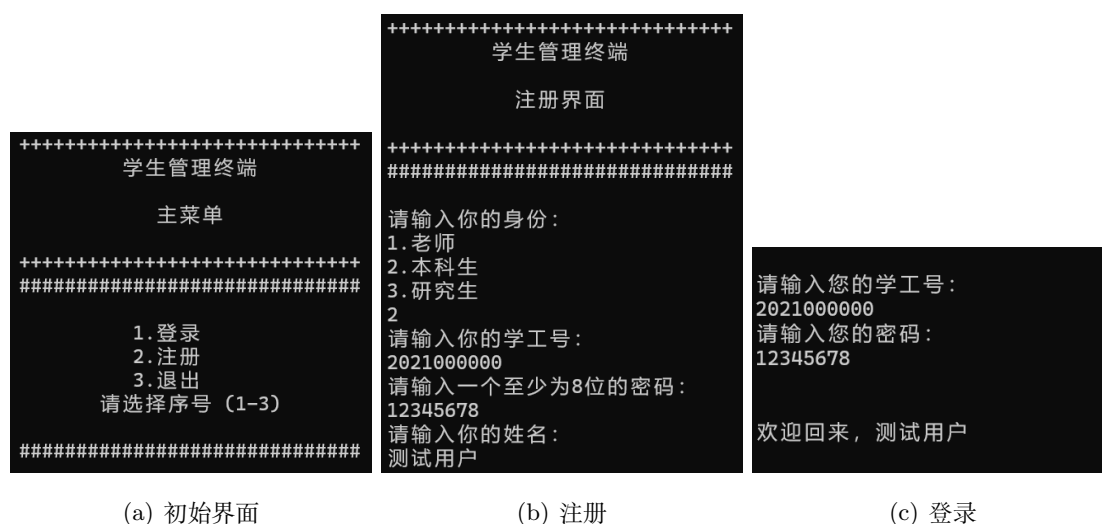 ++++++++++++++++++++++++++++++
学生管理终端
主菜单
++++++++++++++++++++++++++++++
##############################
1.登录
2.注册
3.退出
请选择序号 (1-3)
##############################
(a) 初始界面
++++++++++++++++++++++++++++++
学生管理终端
注册界面
++++++++++++++++++++++++++++++
##############################
请输入你的身份:
1.老师
2.本科生
3.研究生
2
请输入你的学工号:
2021000000
请输入一个至少为8位的密码:
12345678
请输入你的姓名:
测试用户
(b) 注册
请输入您的学工号:
2021000000
请输入您的密码:
12345678
欢迎回来, 测试用户
(c) 登录